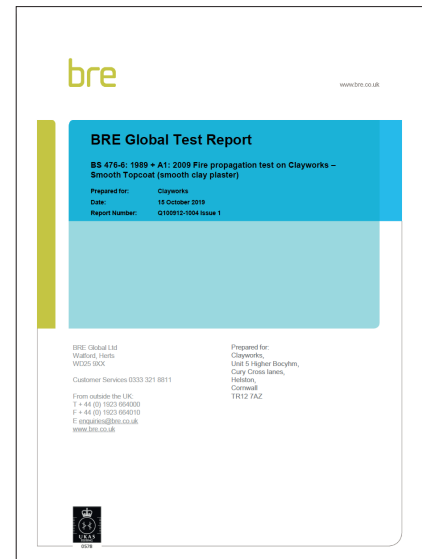 bre
www.bre.co.uk
BRE Global Test Report
BS 476-6: 1989 + A1: 2009 Fire propagation test on Clayworks –
Smooth Topcoat (smooth clay plaster)
Prepared for: Clayworks
Date: 15 October 2019
Report Number: Q100912-1004 Issue 1
BRE Global Ltd
Watford, Herts
WD25 9XX
Customer Services 0333 321 8811
From outside the UK:
T + 44 (0) 1923 664000
F + 44 (0) 1923 664010
E enquiries@bre.co.uk
www.bre.co.uk
Prepared for:
Clayworks,
Unit 5 Higher Bocyhm,
Cury Cross lanes,
Helston,
Cornwall
TR12 7AZ
UKAS
TESTING
0578